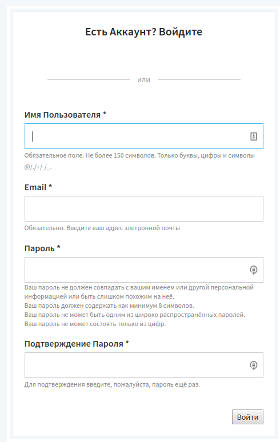 Есть Аккаунт? Войдите
или
Имя Пользователя *
Обязательное поле. Не более 150 символов. Только буквы, цифры и символы
@/./+/-/_.
Email *
Обязательно. Введите ваш адрес электронной почты
Пароль *
Ваш пароль не должен совпадать с вашим именем или другой персональной
информацией или быть слишком похожим на неё.
Ваш пароль должен содержать как минимум 8 символов.
Ваш пароль не может быть одним из широко распространённых паролей.
Ваш пароль не может состоять только из цифр.
Подтверждение Пароля *
Для подтверждения введите, пожалуйста, пароль ещё раз.
Войти